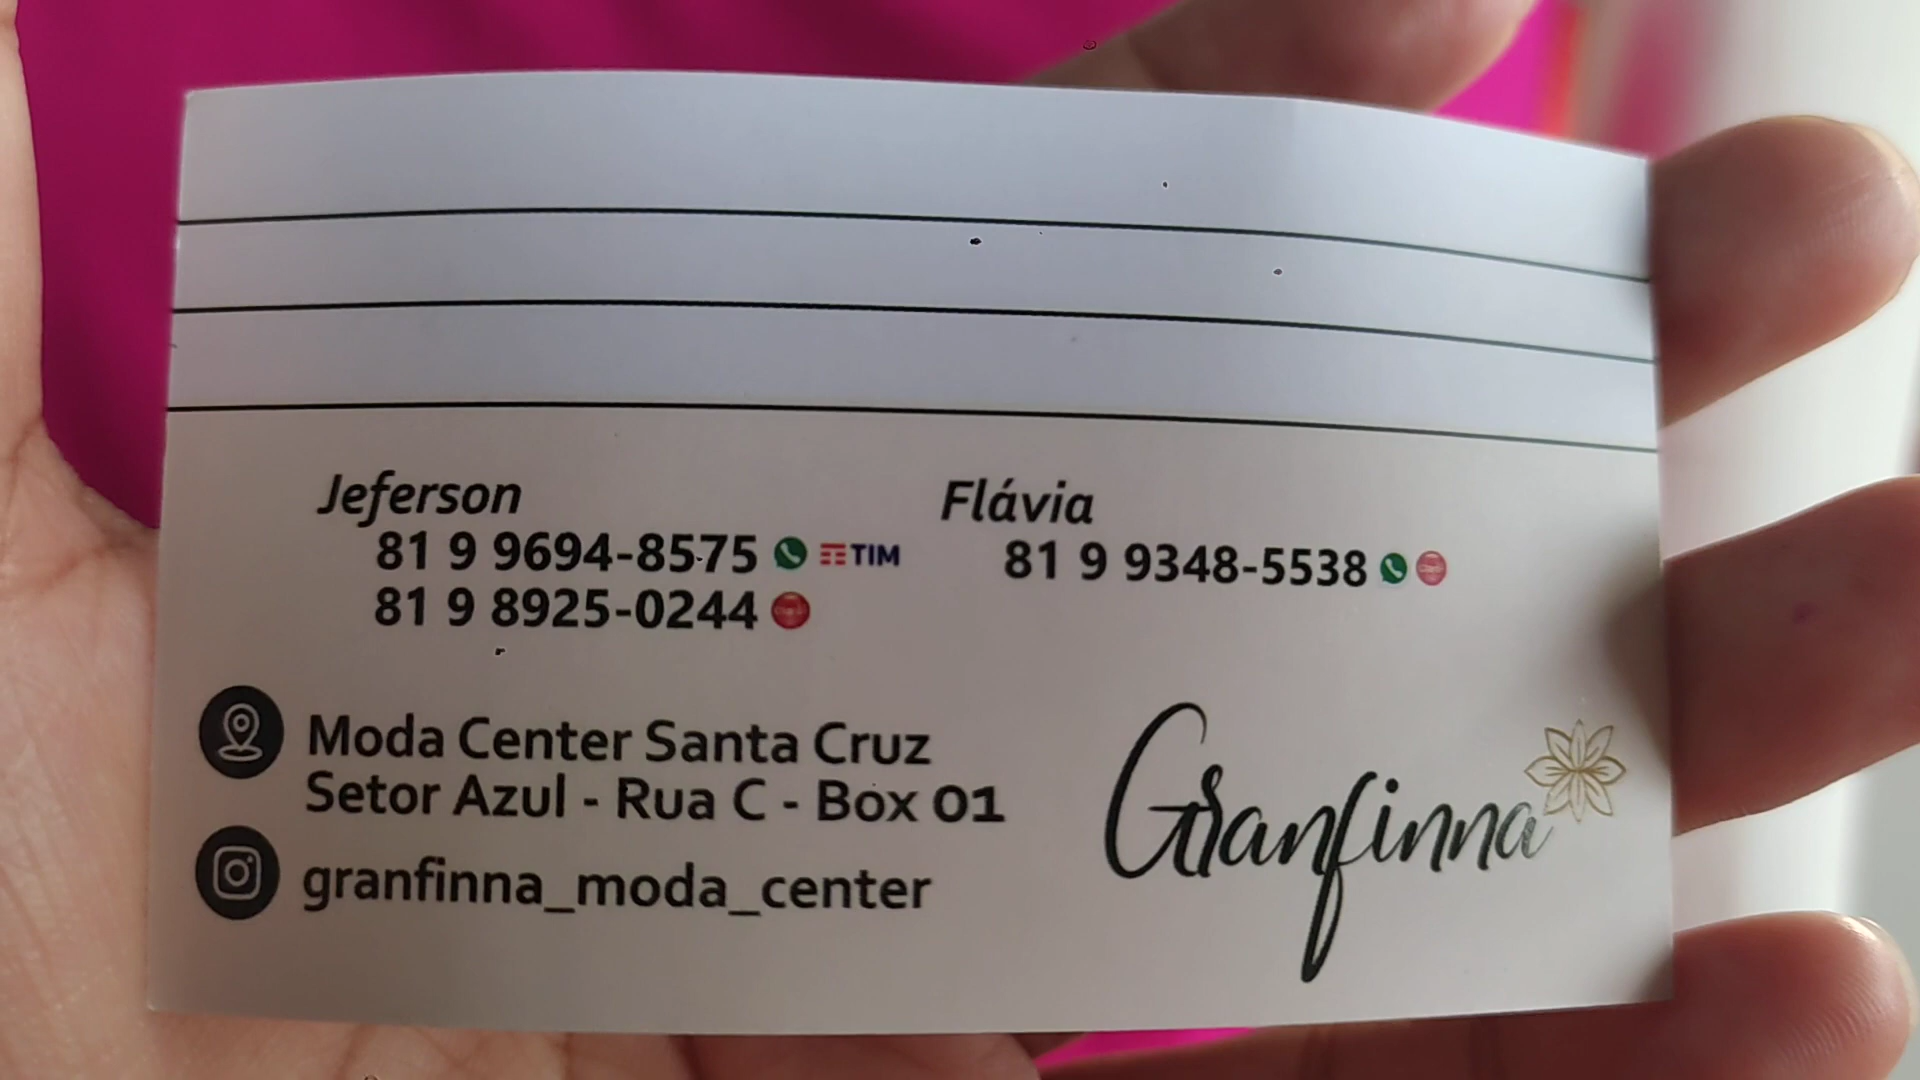 Jeferson
81 9 9694-8575 TIM
81 9 8925-0244
Flávia
81 9 9348-5538
Moda Center Santa Cruz
Setor Azul - Rua C - Box 01
granfinna_moda_center
Granfinna